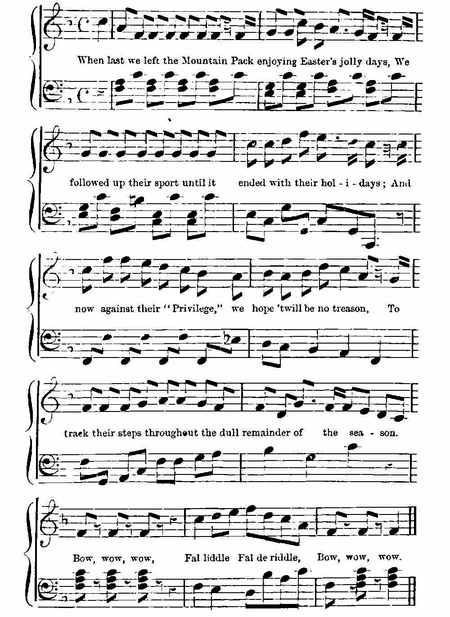 When last we left the Mountain Pack enjoying Easter's jolly days, We
followed up their sport until it ended with their hol - i - days; And
now against their "Privilege," we hope 'twill be no treason, To
track their steps throughout the dull remainder of the sea - son.
Bow, wow, wow, Fal liddle Fal de riddle, Bow, wow, wow.